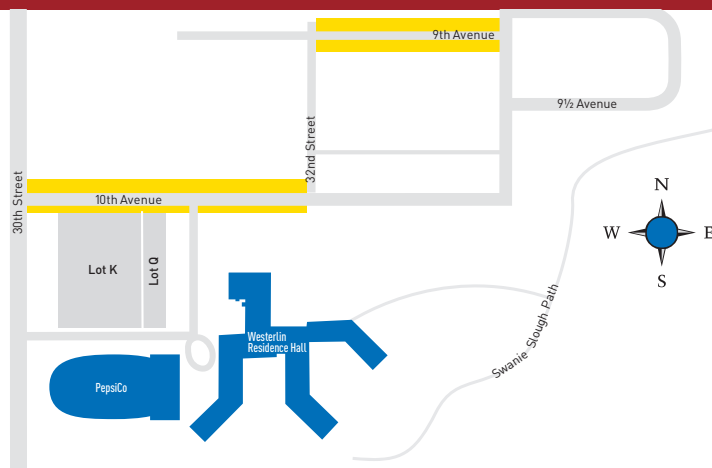 9th Avenue
9½ Avenue
32nd Street
30th Street
10th Avenue
N
W
E
S
Lot K
Lot Q
Swanie Slough Path
Westerlin
Residence Hall
PepsiCo